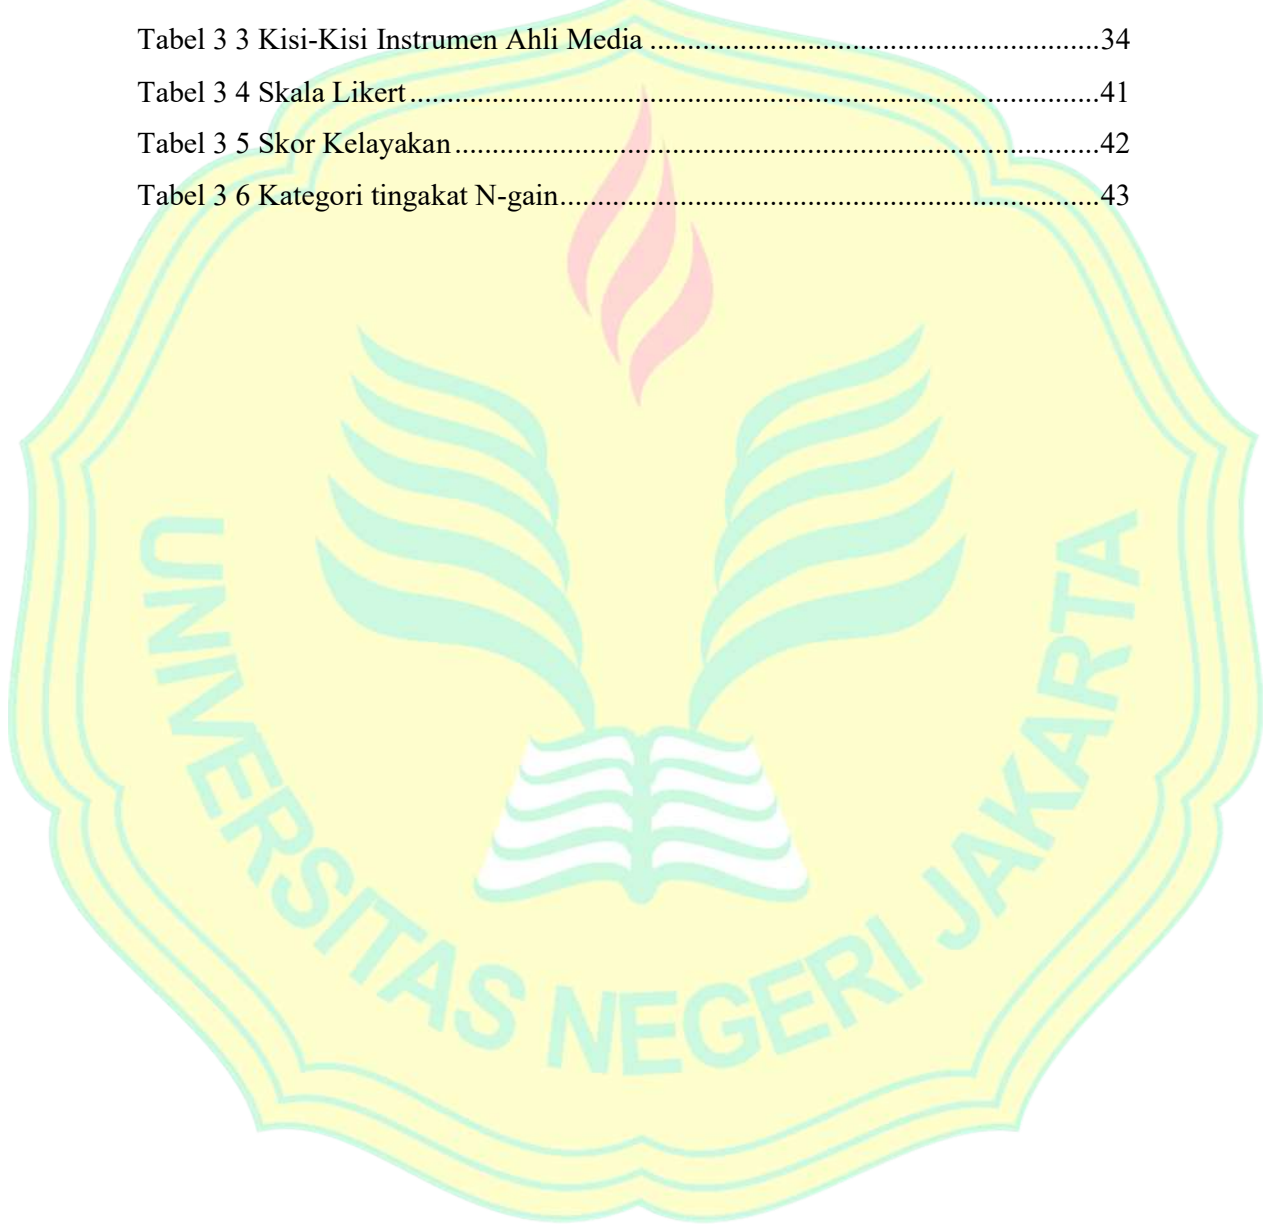 Tabel 3 3 Kisi-Kisi Instrumen Ahli Media ..............................................................34
Tabel 3 4 Skala Likert ...............................................................................................41
Tabel 3 5 Skor Kelayakan .........................................................................................42
Tabel 3 6 Kategori tingakat N-gain..........................................................................43
UNIVERSITAS NEGERI JAKARTA